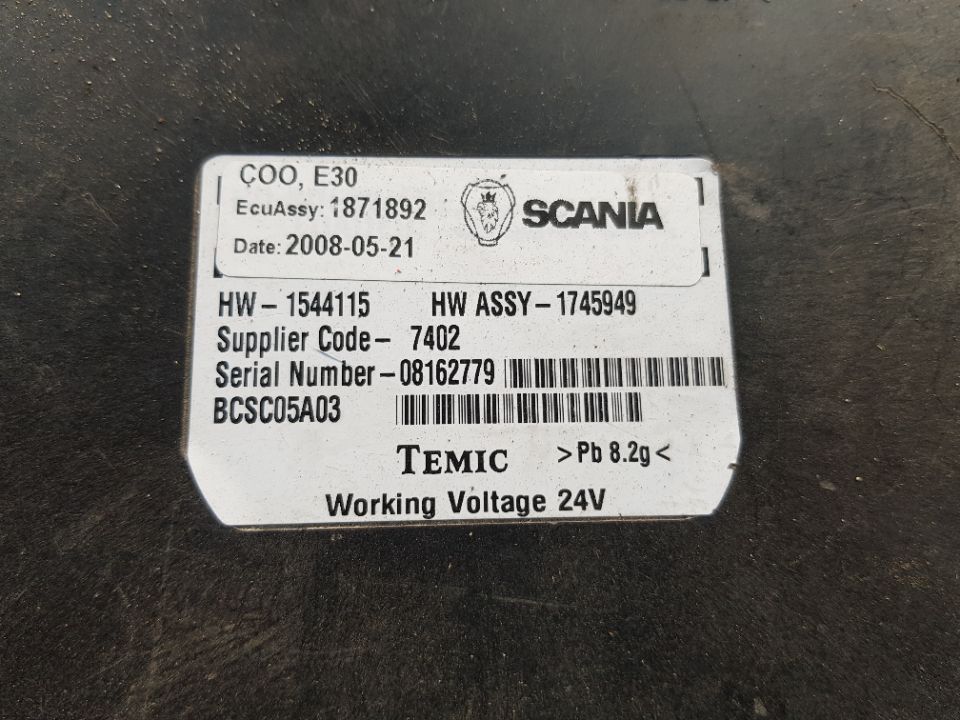 COO, E30
EcuAssy: 1871892
SCANIA
Date: 2008-05-21
HW - 1544115 HW ASSY - 1745949
Supplier Code - 7402
Serial Number - 08162779
BCSC05A03
TEMIC >Pb 8.2g<
Working Voltage 24V